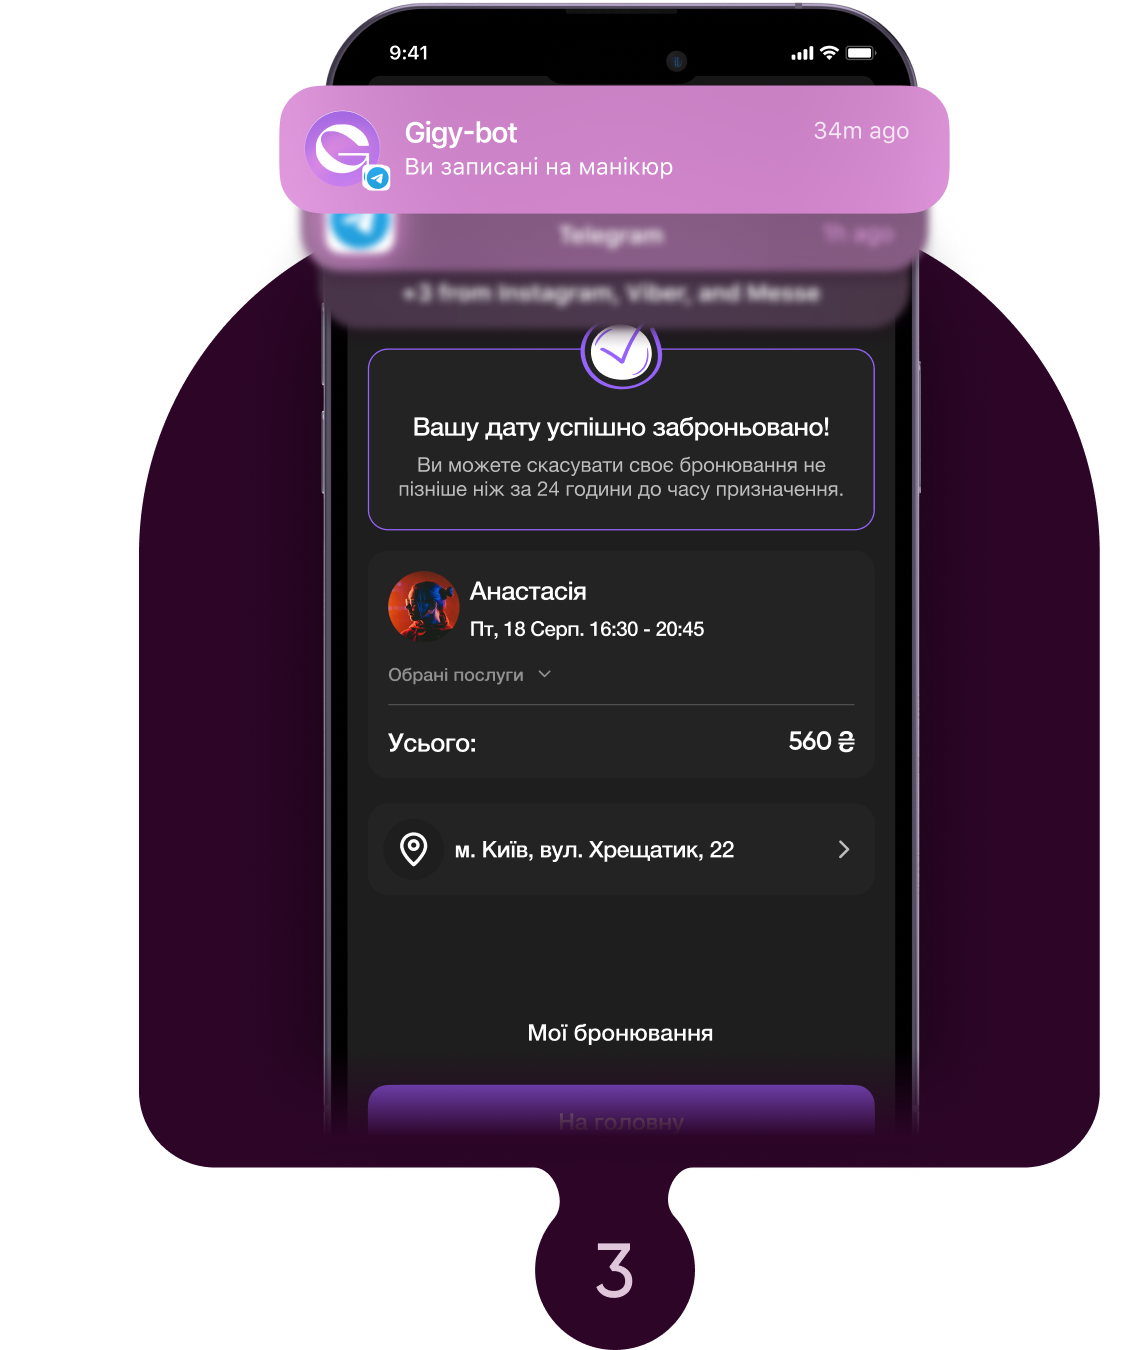 9:41
Gigy-bot
34m ago
Ви записані на манікюр
Telegram
1h ago
+3 from Instagram, Viber, and Messe
Вашу дату успішно заброньовано!
Ви можете скасувати своє бронювання не
пізніше ніж за 24 години до часу призначення.
Анастасія
Пт, 18 Серп. 16:30 - 20:45
Обрані послуги
Усього:
560 ₴
м. Київ, вул. Хрещатик, 22
Мої бронювання
На головну
3